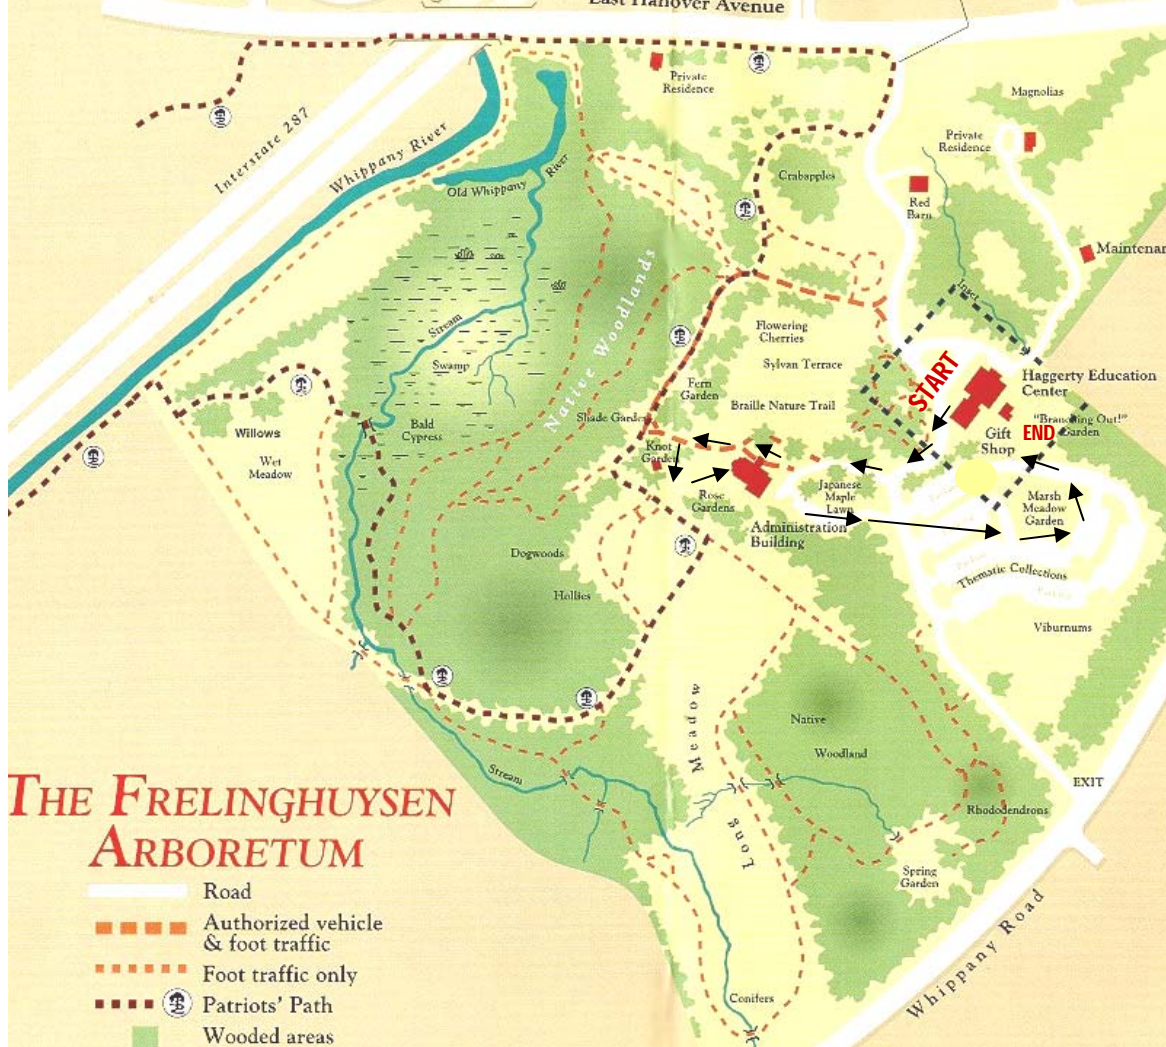 East Hanover Avenue
Private
Residence
Magnolias
Interstate 287
Whippany River
Private
Residence
Old Whippany
River
Crabapples
Red
Barn
Maintenan
Inset
Native Woodlands
Stream
Swamp
Flowering
Cherries
Sylvan Terrace
Fern
Garden
Braille Nature Trail
START
Haggerty Education
Center
"Branching Out!"
Garden
Gift
Shop
END
Shade Garden
Bald
Cypress
Willows
Wet
Meadow
Knot
Garden
Rose
Gardens
Japanese
Maple
Lawn
Marsh
Meadow
Garden
Administration
Building
Dogwoods
Thematic Collections
Hollies
Viburnums
Long Meadow
Native
Woodland
Stream
EXIT
Rhododendrons
Spring
Garden
Whippany Road
Conifers
THE FRELINGHUYSEN
ARBORETUM
Road
Authorized vehicle
& foot traffic
Foot traffic only
Patriots' Path
Wooded areas